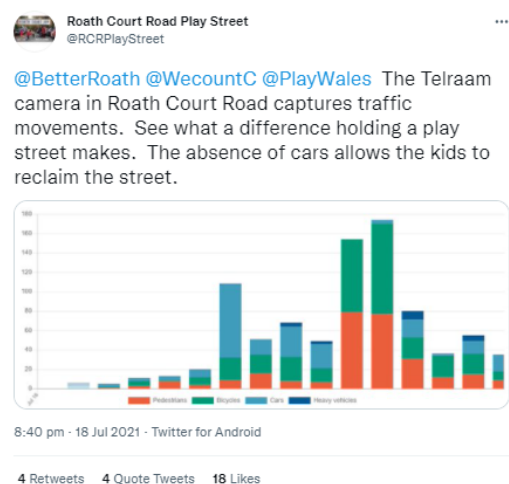 Roath Court Road Play Street
@RCRPlayStreet
@BetterRoath @WecountC @PlayWales The Telraam
camera in Roath Court Road captures traffic
movements. See what a difference holding a play
street makes. The absence of cars allows the kids to
reclaim the street.
180
160
140
120
100
80
60
40
20
0
Pedestrians Bicycles Cars Heavy vehicles
8:40 pm · 18 Jul 2021 · Twitter for Android
4 Retweets 4 Quote Tweets 18 Likes